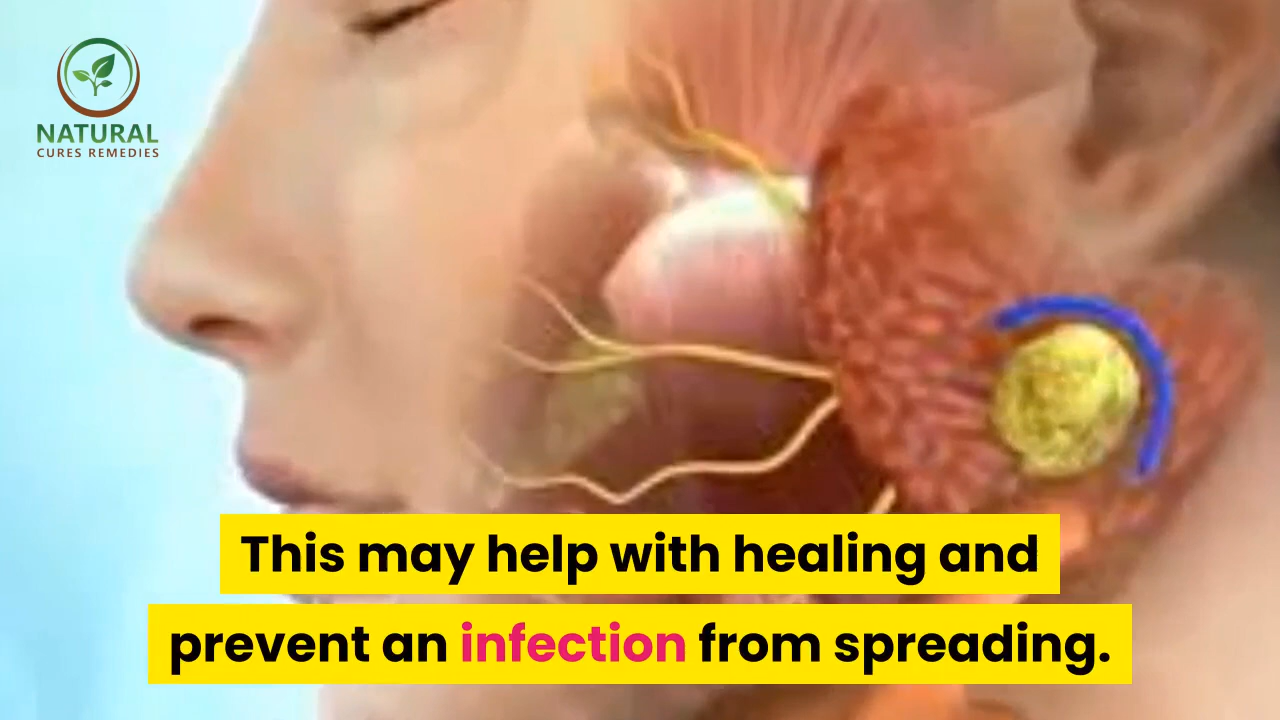 NATURAL
CURES REMEDIES
This may help with healing and
prevent an infection from spreading.